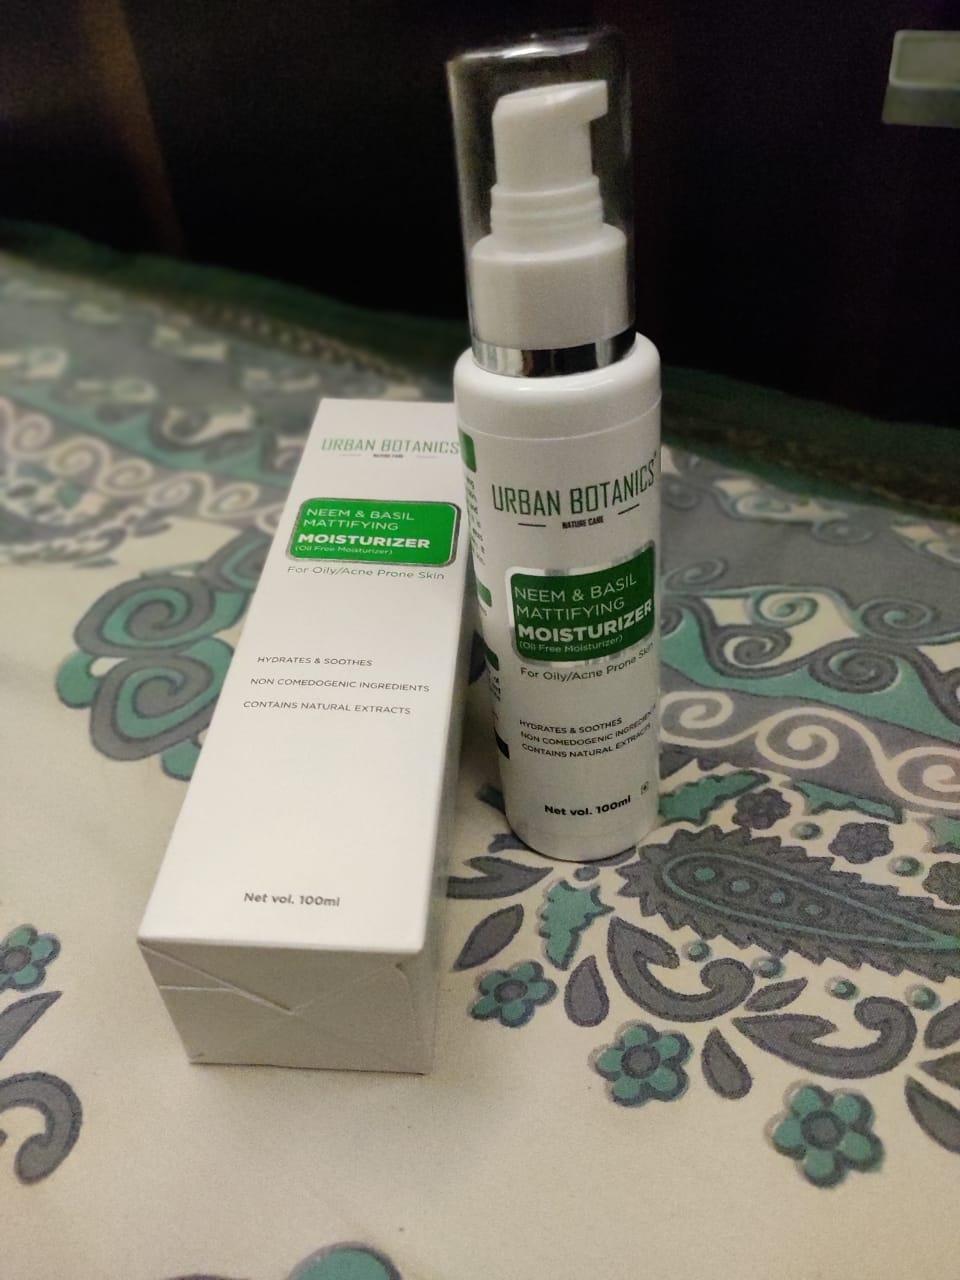 URBAN BOTANICS
NATURE CARE
NEEM & BASIL
MATTIFYING
MOISTURIZER
(Oil Free Moisturizer)
For Oily/Acne Prone Skin
HYDRATES & SOOTHES
NON COMEDOGENIC INGREDIENTS
CONTAINS NATURAL EXTRACTS
Net vol. 100ml
URBAN BOTANICS®
NATURE CARE
NEEM & BASIL
MATTIFYING
MOISTURIZER
(Oil Free Moisturizer)
For Oily/Acne Prone Skin
HYDRATES & SOOTHES
NON COMEDOGENIC INGREDIENTS
CONTAINS NATURAL EXTRACTS
Net vol. 100ml